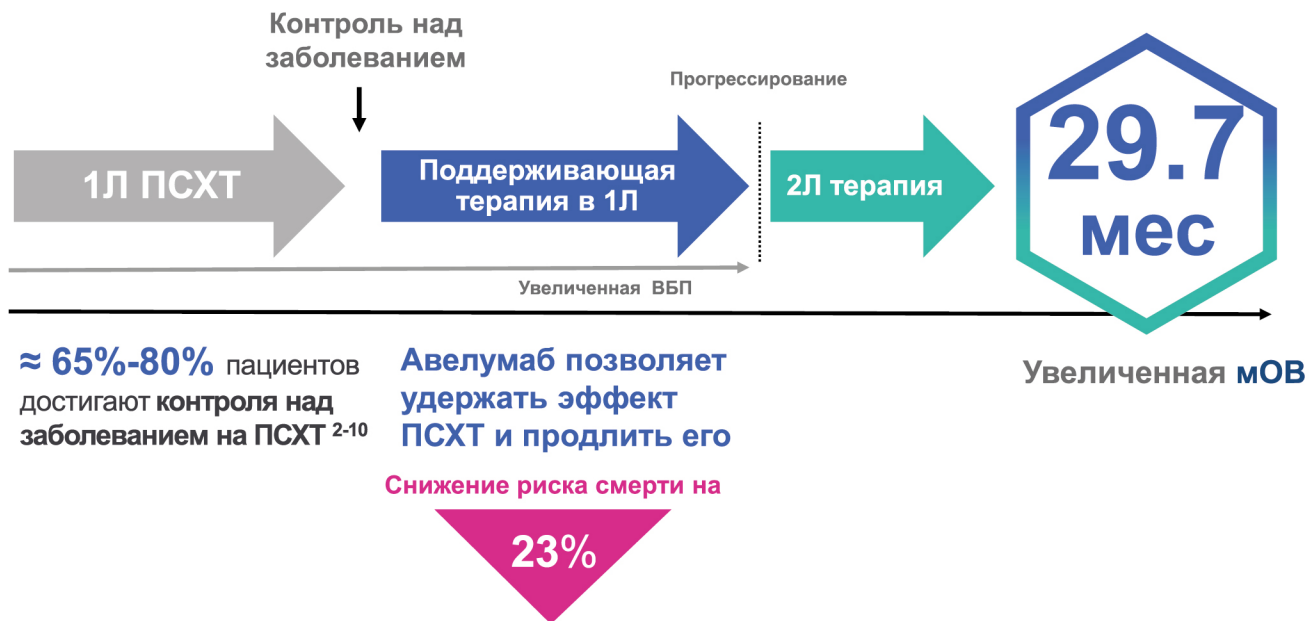 Контроль над
заболеванием
Прогрессирование
1Л ПСХТ
Поддерживающая
терапия в 1Л
2Л терапия
29.7
мес
Увеличенная ВБП
≈ 65%-80% пациентов
достигают контроля над
заболеванием на ПСХТ 2-10
Авелумаб позволяет
удержать эффект
ПСХТ и продлить его
Увеличенная мОВ
Снижение риска смерти на
23%